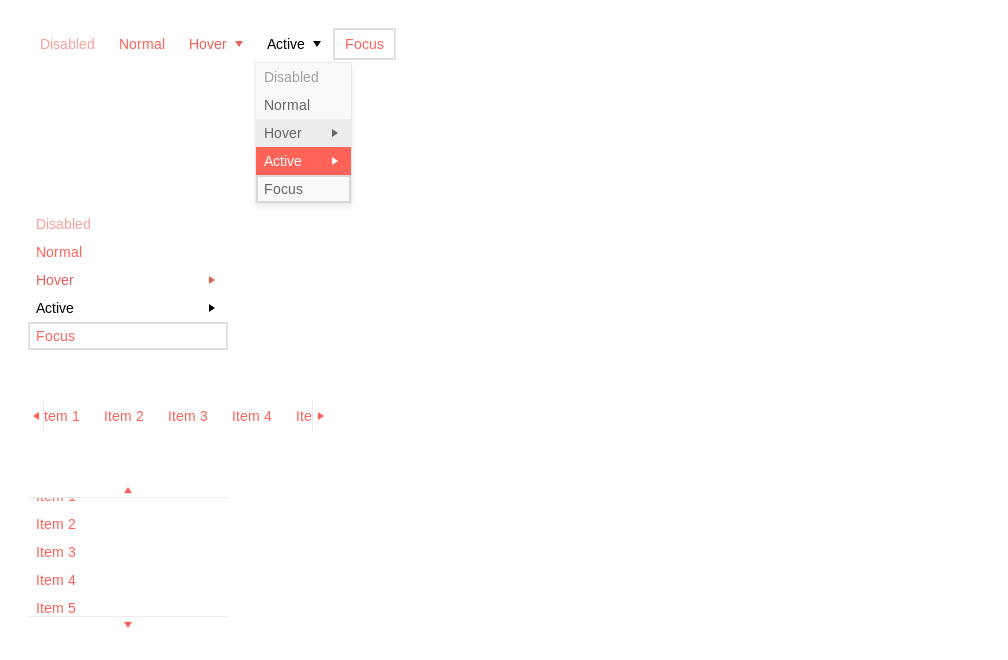 Disabled Normal Hover Active Focus
Disabled
Normal
Hover
Active
Focus
Disabled
Normal
Hover
Active
Focus
tem 1 Item 2 Item 3 Item 4 Ite
Item 1
Item 2
Item 3
Item 4
Item 5